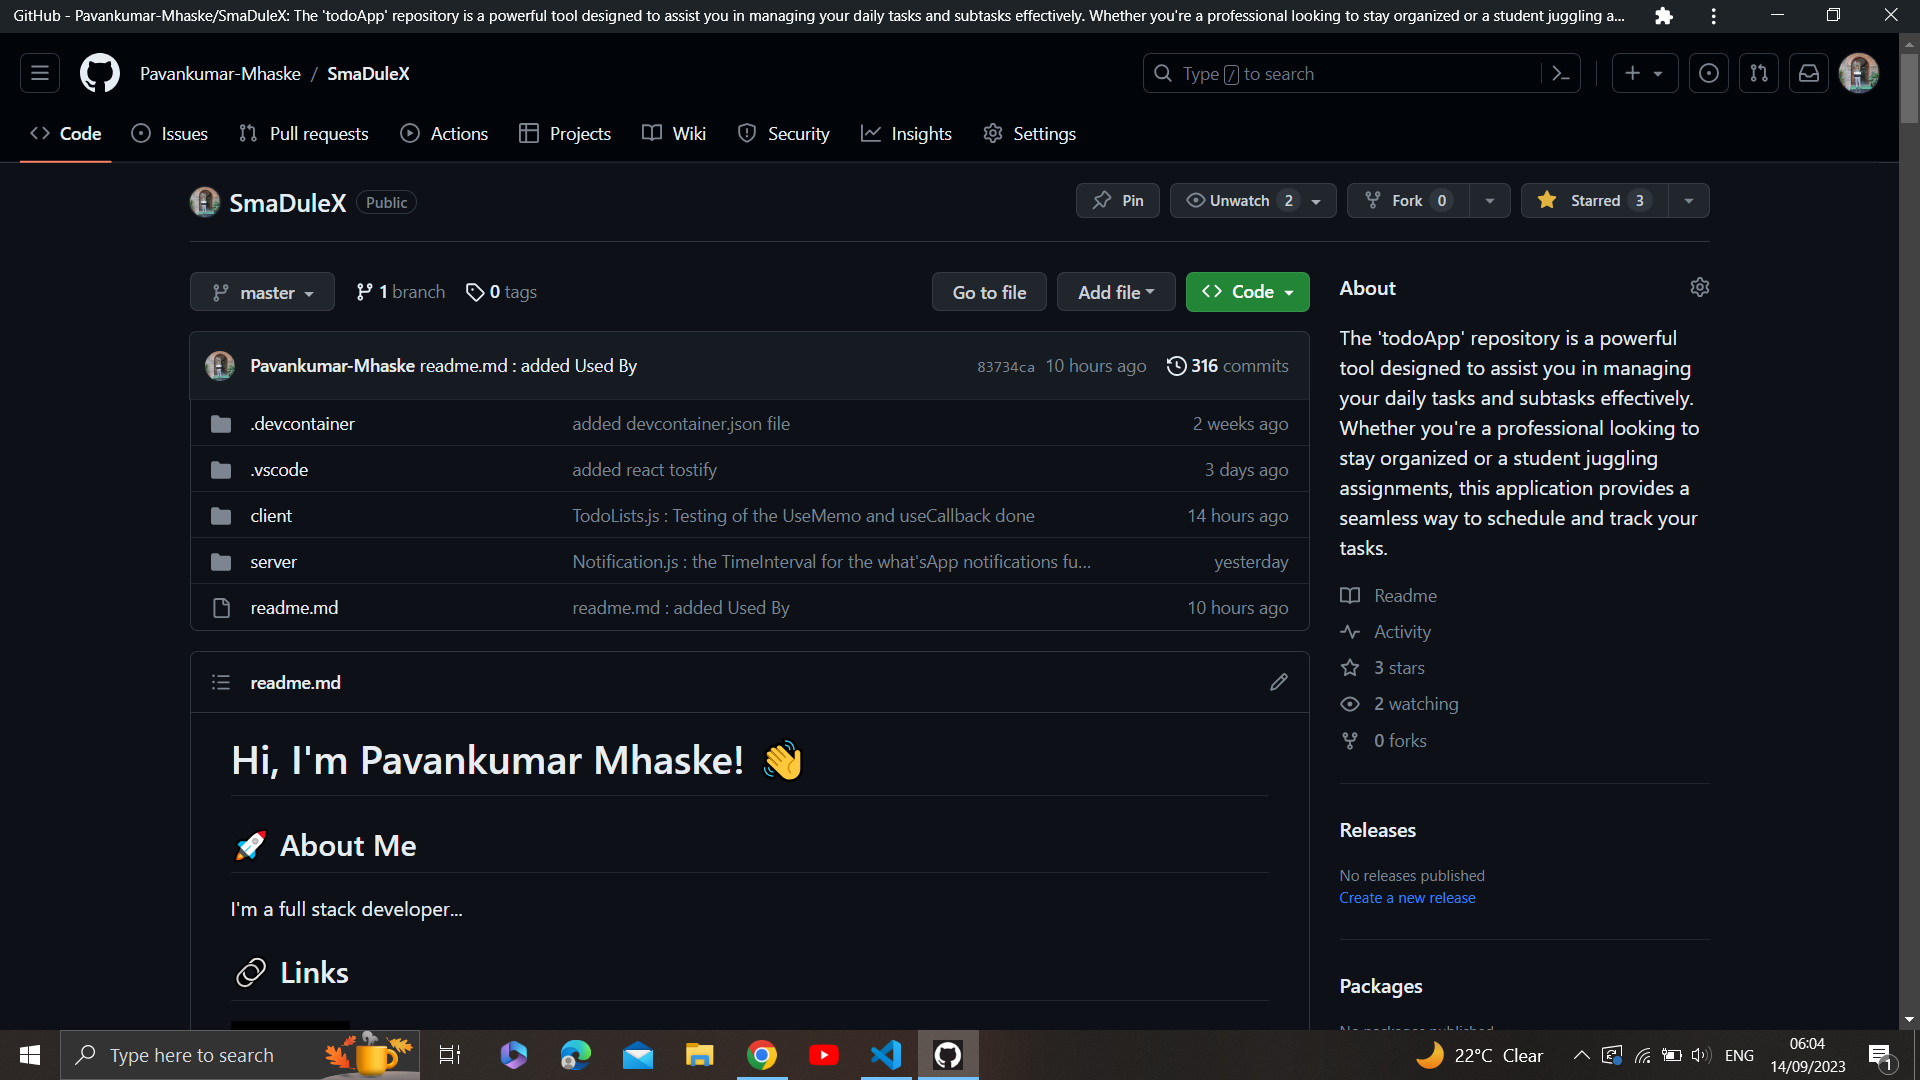 GitHub - Pavankumar-Mhaske/SmaDuleX: The 'todoApp' repository is a powerful tool designed to assist you in managing your daily tasks and subtasks effectively. Whether you're a professional looking to stay organized or a student juggling a...
Pavankumar-Mhaske / SmaDuleX
Type / to search
Code Issues Pull requests Actions Projects Wiki Security Insights Settings
SmaDuleX Public
Pin Unwatch 2 Fork 0 Starred 3
master 1 branch 0 tags
Go to file Add file Code
Pavankumar-Mhaske readme.md : added Used By 83734ca 10 hours ago 316 commits
.devcontainer added devcontainer.json file 2 weeks ago
.vscode added react tostify 3 days ago
client TodoLists.js : Testing of the UseMemo and useCallback done 14 hours ago
server Notification.js : the TimeInterval for the what'sApp notifications fu... yesterday
readme.md readme.md : added Used By 10 hours ago
readme.md
Hi, I'm Pavankumar Mhaske! 👋
🚀 About Me
I'm a full stack developer...
🔗 Links
About
The 'todoApp' repository is a powerful
tool designed to assist you in managing
your daily tasks and subtasks effectively.
Whether you're a professional looking to
stay organized or a student juggling
assignments, this application provides a
seamless way to schedule and track your
tasks.
Readme
Activity
3 stars
2 watching
0 forks
Releases
No releases published
Create a new release
Packages
No packages published
Type here to search
22°C Clear
ENG
06:04
14/09/2023
1